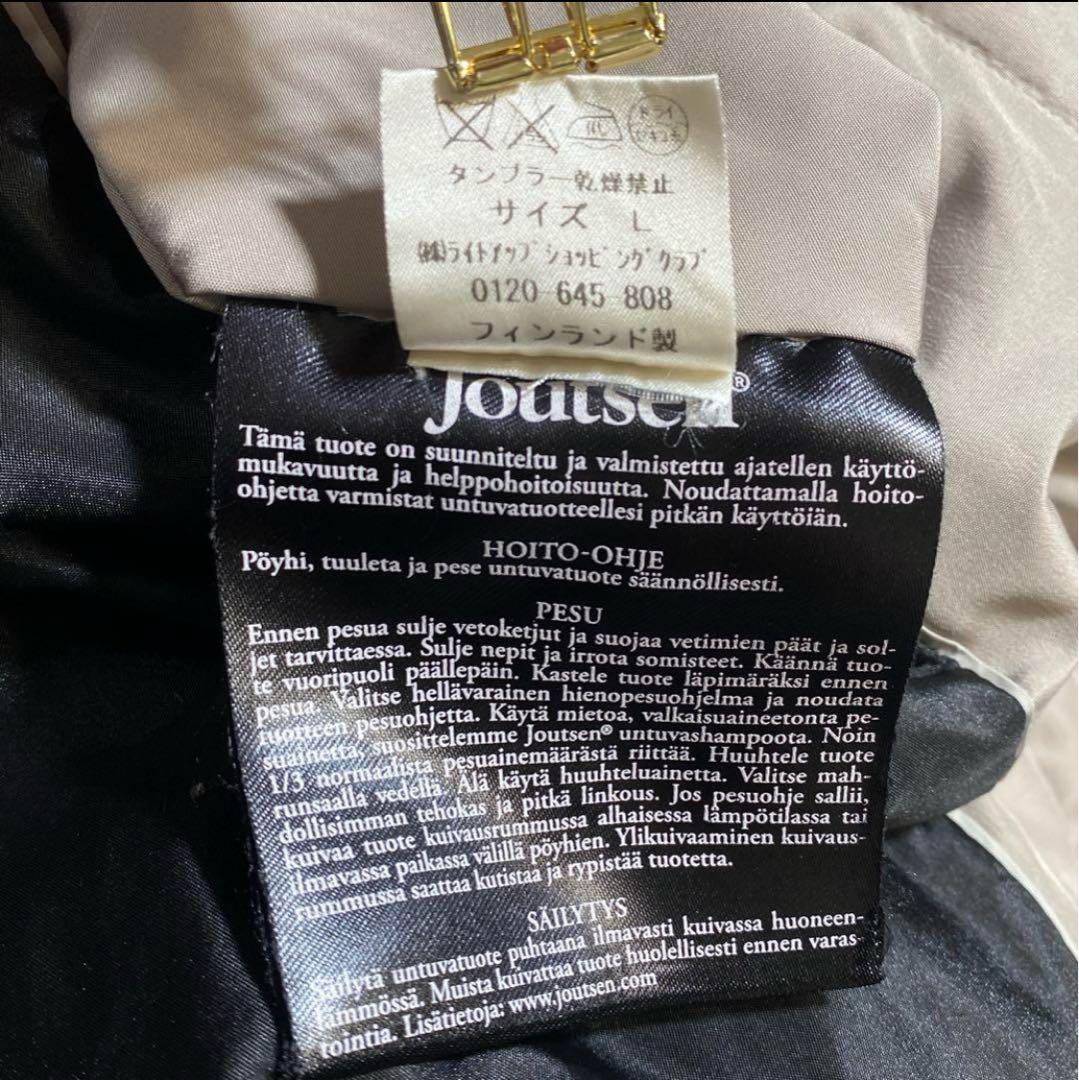 ドライ
セキユ系
タンブラー乾燥禁止
サイズ L
(株)ライトアップショッピングクラブ
0120-645-808
フィンランド製
Joutsen®
Tämä tuote on suunniteltu ja valmistettu ajatellen käyttö-
mukavuutta ja helppohoitoisuutta. Noudattamalla hoito-
ohjetta varmistat untuvatuotteellesi pitkän käyttöiän.
HOITO-OHJE
Pöyhi, tuuleta ja pese untuvatuote säännöllisesti.
PESU
Ennen pesua sulje vetoketjut ja suojaa vetimien päät ja sol-
jet tarvittaessa. Sulje nepit ja irrota somisteet. Käännä tuo-
te vuoripuoli päällepäin. Kastele tuote läpimäräksi ennen
pesua. Valitse hellävarainen hienopesuohjelma ja noudata
tuotteen pesuohjetta. Käytä mietoa, valkaisuaineetonta pe-
suainetta, suosittelemme Joutsen® untuvashampoota. Noin
1/3 normaalista pesuainemäärästä riittää. Huuhtele tuote
runsaalla vedellä. Älä käytä huuhteluainetta. Valitse mah-
dollisimman tehokas ja pitkä linkous. Jos pesuohje sallii,
kuivaa tuote kuivausrummussa alhaisessa lämpötilassa tai
ilmavassa paikassa välillä pöyhien. Ylikuivaaminen kuivaus-
rummussa saattaa kutistaa ja rypistää tuotetta.
SÄILYTYS
Säilytä untuvatuote puhtaana ilmavasti kuivassa huoneen-
lämmössä. Muista kuivattaa tuote huolellisesti ennen varas-
tointia. Lisätietoja: www.joutsen.com